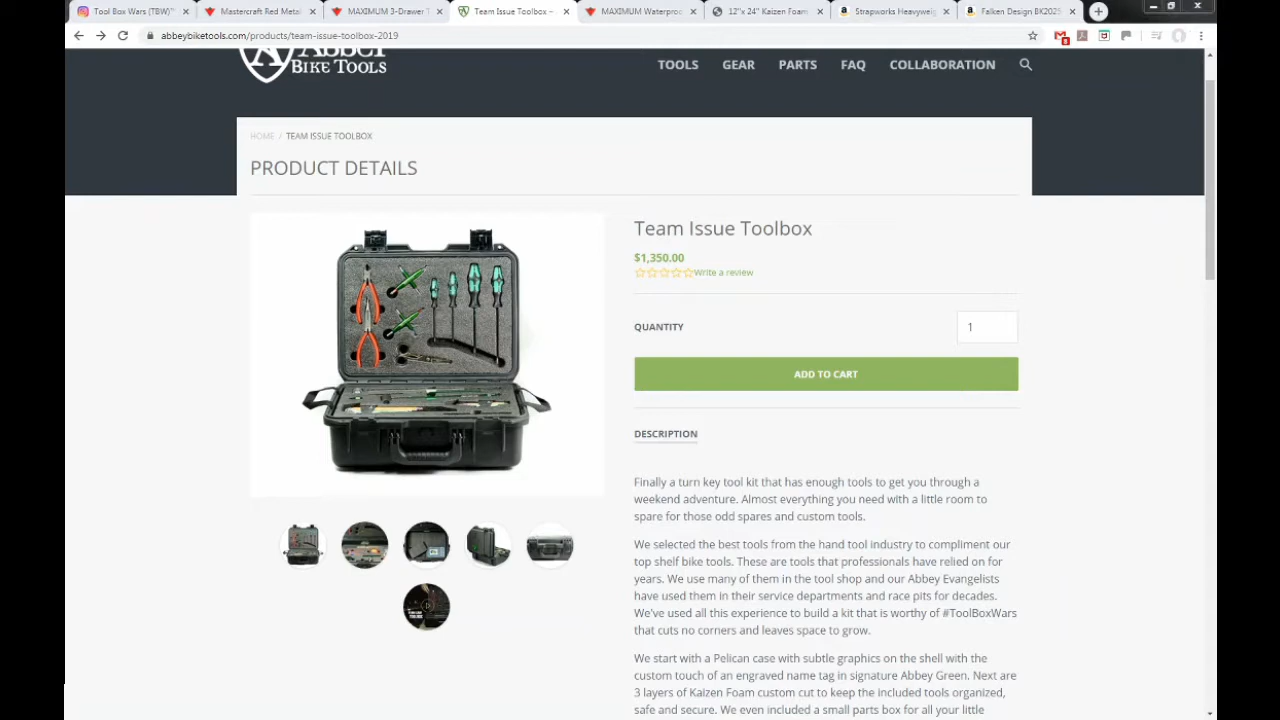 Tool Box Wars (TBW)™
Mastercraft Red Meta
MAXIMUM 3-Drawer T
Team Issue Toolbox –
MAXIMUM Waterproo
12"x 24" Kaizen Foam
Strapworks Heavyweig
Falken Design BK2025
abbeybiketools.com/products/team-issue-toolbox-2019
ABBEY
BIKE TOOLS
TOOLS
GEAR
PARTS
FAQ
COLLABORATION
HOME / TEAM ISSUE TOOLBOX
PRODUCT DETAILS
Team Issue Toolbox
$1,350.00
Write a review
QUANTITY
1
ADD TO CART
DESCRIPTION
Finally a turn key tool kit that has enough tools to get you through a
weekend adventure. Almost everything you need with a little room to
spare for those odd spares and custom tools.
We selected the best tools from the hand tool industry to compliment our
top shelf bike tools. These are tools that professionals have relied on for
years. We use many of them in the tool shop and our Abbey Evangelists
have used them in their service departments and race pits for decades.
We've used all this experience to build a kit that is worthy of #ToolBoxWars
that cuts no corners and leaves space to grow.
We start with a Pelican case with subtle graphics on the shell with the
custom touch of an engraved name tag in signature Abbey Green. Next are
3 layers of Kaizen Foam custom cut to keep the included tools organized,
safe and secure. We even included a small parts box for all your little